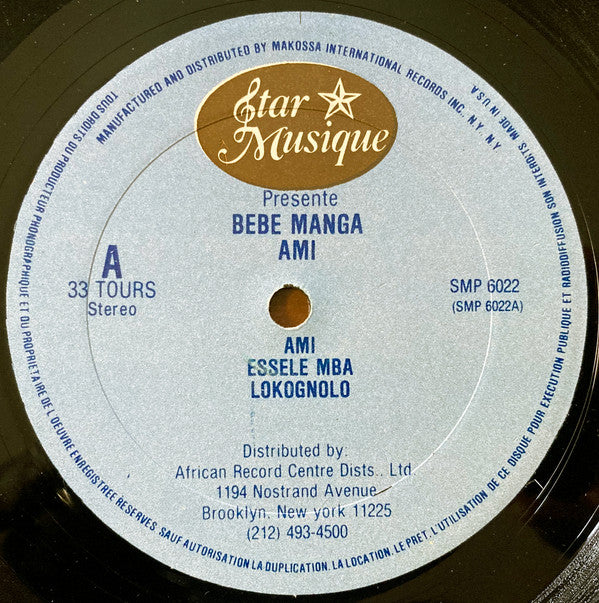 MANUFACTURED AND DISTRIBUTED BY MAKOSSA INTERNATIONAL RECORDS INC. N.Y. N.Y. MADE IN U.S.A
TOUS DROITS DU PRODUCTEUR PHONOGRAPHIQUE ET DU PROPRIETAIRE DE L'OEUVRE ENREGISTREE RESERVES. SAUF AUTORISATION LA DUPLICATION. LA LOCATION. LE PRET. L'UTILISATION DE CE DISQUE POUR EXECUTION PUBLIQUE ET RADIODIFFUSION SON INTERDITS
Star
Musique
Presente
BEBE MANGA
AMI
A
33 TOURS
Stereo
SMP 6022
(SMP 6022A)
AMI
ESSELE MBA
LOKOGNOLO
Distributed by:
African Record Centre Dists.. Ltd.
1194 Nostrand Avenue
Brooklyn. New york 11225
(212) 493-4500